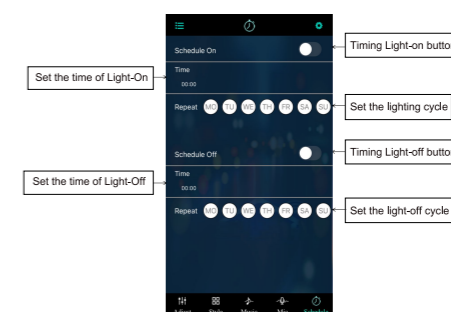 Schedule On
Timing Light-on butto
Time
Set the time of Light-On
00:00
Repeat MO TU WE TH FR SA SU
Set the lighting cycle
Schedule Off
Timing Light-off butto
Time
Set the time of Light-Off
00:00
Repeat MO TU WE TH FR SA SU
Set the light-off cycle
Adjust Style Music Mic Schedule